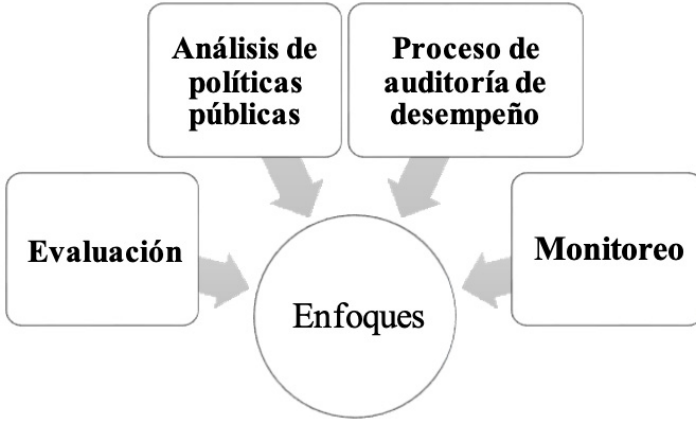 Análisis de
políticas
públicas
Proceso de
auditoría de
desempeño
Evaluación
Monitoreo
Enfoques